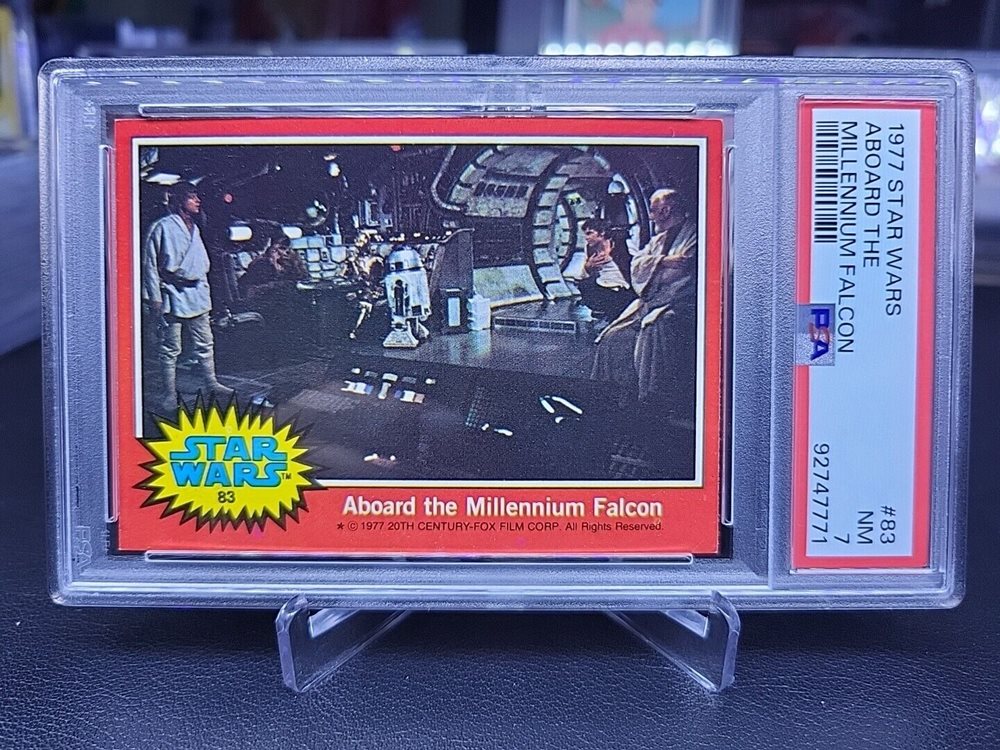 STAR
WARS™
83
Aboard the Millennium Falcon
* © 1977 20TH CENTURY-FOX FILM CORP. All Rights Reserved.
1977 STAR WARS
ABOARD THE
MILLENNIUM FALCON
PSA
#83
NM
7
92747771